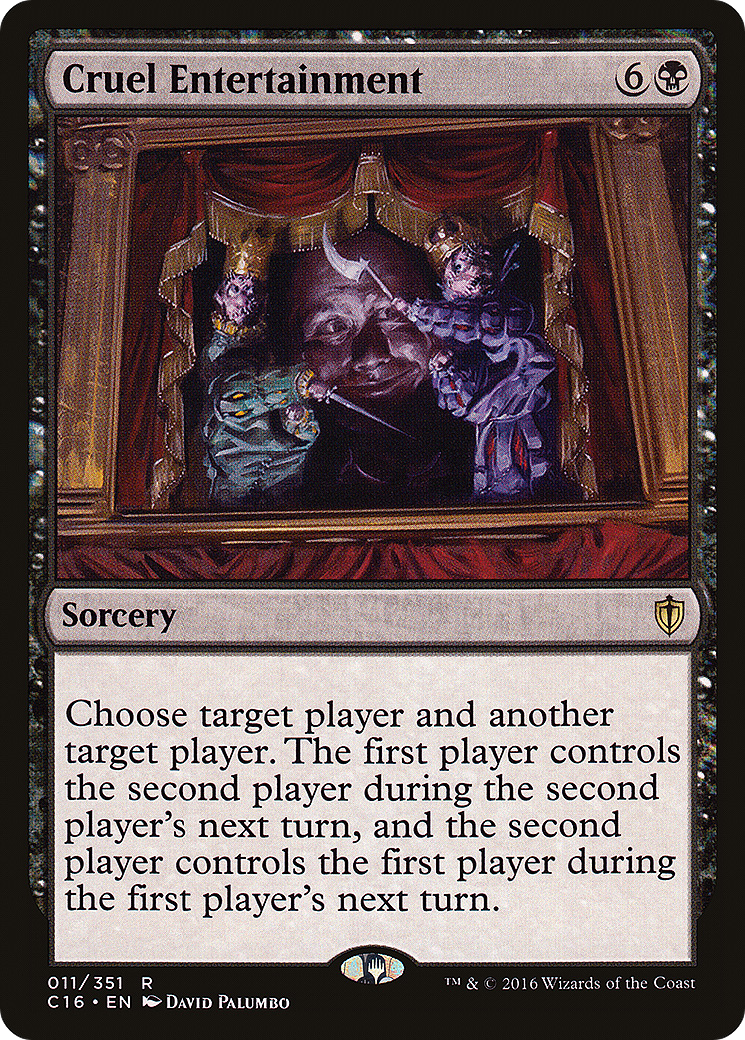 Cruel Entertainment 6
Sorcery
Choose target player and another
target player. The first player controls
the second player during the second
player's next turn, and the second
player controls the first player during
the first player's next turn.
011/351 R
™ & © 2016 Wizards of the Coast
C16 • EN David Palumbo